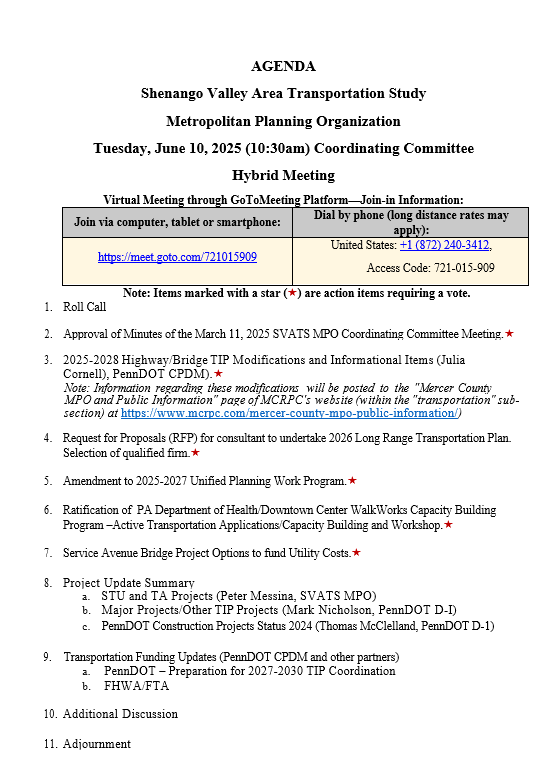 AGENDA
Shenango Valley Area Transportation Study
Metropolitan Planning Organization
Tuesday, June 10, 2025 (10:30am) Coordinating Committee
Hybrid Meeting
Virtual Meeting through GoToMeeting Platform—Join-in Information:
Join via computer, tablet or smartphone:
Dial by phone (long distance rates may
apply):
https://meet.goto.com/721015909
United States: +1 (872) 240-3412,
Access Code: 721-015-909
Note: Items marked with a star (★) are action items requiring a vote.
1. Roll Call
2. Approval of Minutes of the March 11, 2025 SVATS MPO Coordinating Committee Meeting.★
3. 2025-2028 Highway/Bridge TIP Modifications and Informational Items (Julia
Cornell), PennDOT CPDM).★
Note: Information regarding these modifications will be posted to the "Mercer County
MPO and Public Information" page of MCRPC's website (within the "transportation" sub-
section) at https://www.mcrpc.com/mercer-county-mpo-public-information/)
4. Request for Proposals (RFP) for consultant to undertake 2026 Long Range Transportation Plan.
Selection of qualified firm.★
5. Amendment to 2025-2027 Unified Planning Work Program.★
6. Ratification of PA Department of Health/Downtown Center WalkWorks Capacity Building
Program –Active Transportation Applications/Capacity Building and Workshop.★
7. Service Avenue Bridge Project Options to fund Utility Costs.★
8. Project Update Summary
a. STU and TA Projects (Peter Messina, SVATS MPO)
b. Major Projects/Other TIP Projects (Mark Nicholson, PennDOT D-I)
c. PennDOT Construction Projects Status 2024 (Thomas McClelland, PennDOT D-1)
9. Transportation Funding Updates (PennDOT CPDM and other partners)
a. PennDOT – Preparation for 2027-2030 TIP Coordination
b. FHWA/FTA
10. Additional Discussion
11. Adjournment